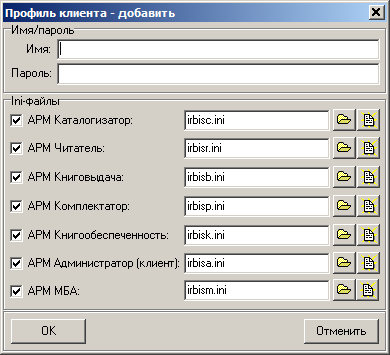 Профиль клиента - добавить
Имя/пароль
Имя:
Пароль:
Ini-файлы
АРМ Каталогизатор: irbisc.ini
АРМ Читатель: irbisr.ini
АРМ Книговыдача: irbisb.ini
АРМ Комплектатор: irbisp.ini
АРМ Книгообеспеченность: irbisk.ini
АРМ Администратор (клиент): irbisa.ini
АРМ МБА: irbism.ini
OK Отменить